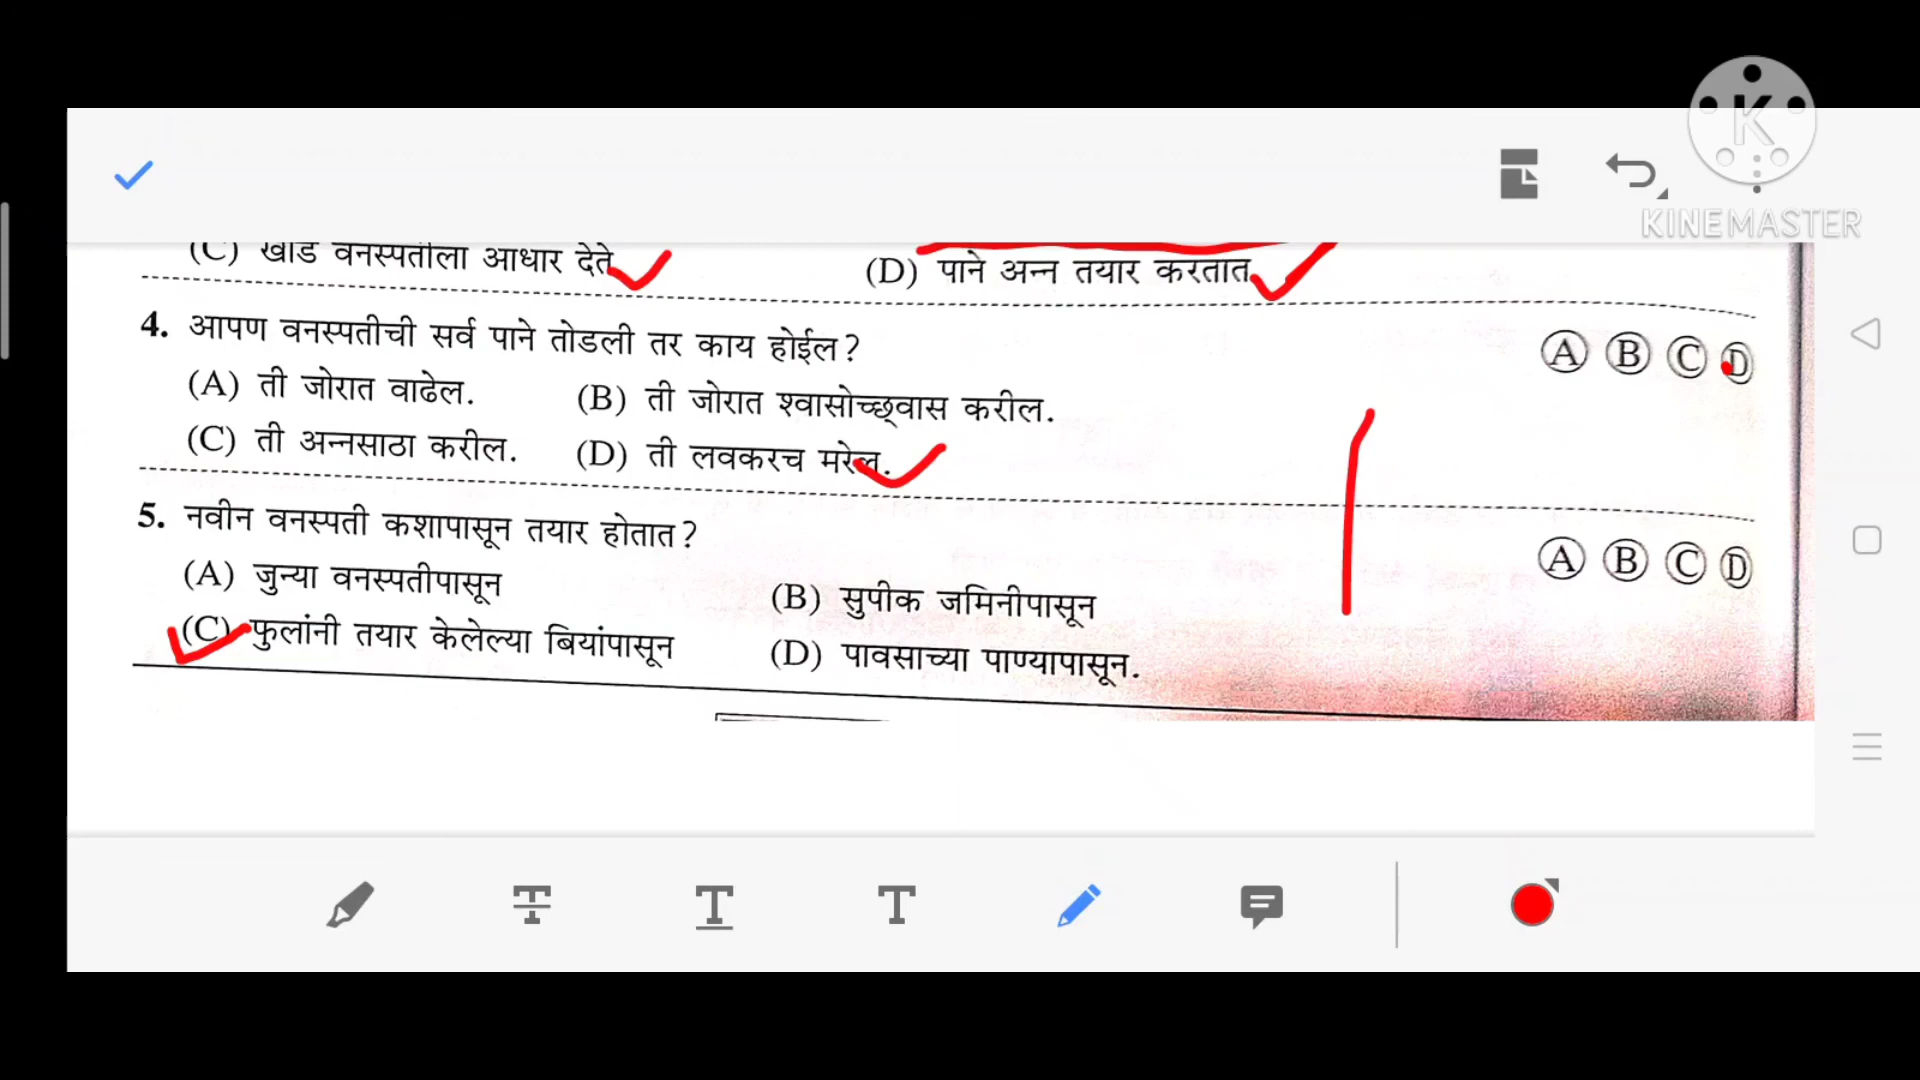 KINEMASTER
(C) खोड वनस्पतीला आधार देते (D) पाने अन्न तयार करतात
4. आपण वनस्पतीची सर्व पाने तोडली तर काय होईल? Ⓐ Ⓑ Ⓒ Ⓓ
(A) ती जोरात वाढेल. (B) ती जोरात श्वासोच्छ्वास करील.
(C) ती अन्नसाठा करील. (D) ती लवकरच मरेल.
5. नवीन वनस्पती कशापासून तयार होतात? Ⓐ Ⓑ Ⓒ Ⓓ
(A) जुन्या वनस्पतीपासून (B) सुपीक जमिनीपासून
(C) फुलांनी तयार केलेल्या बियांपासून (D) पावसाच्या पाण्यापासून.